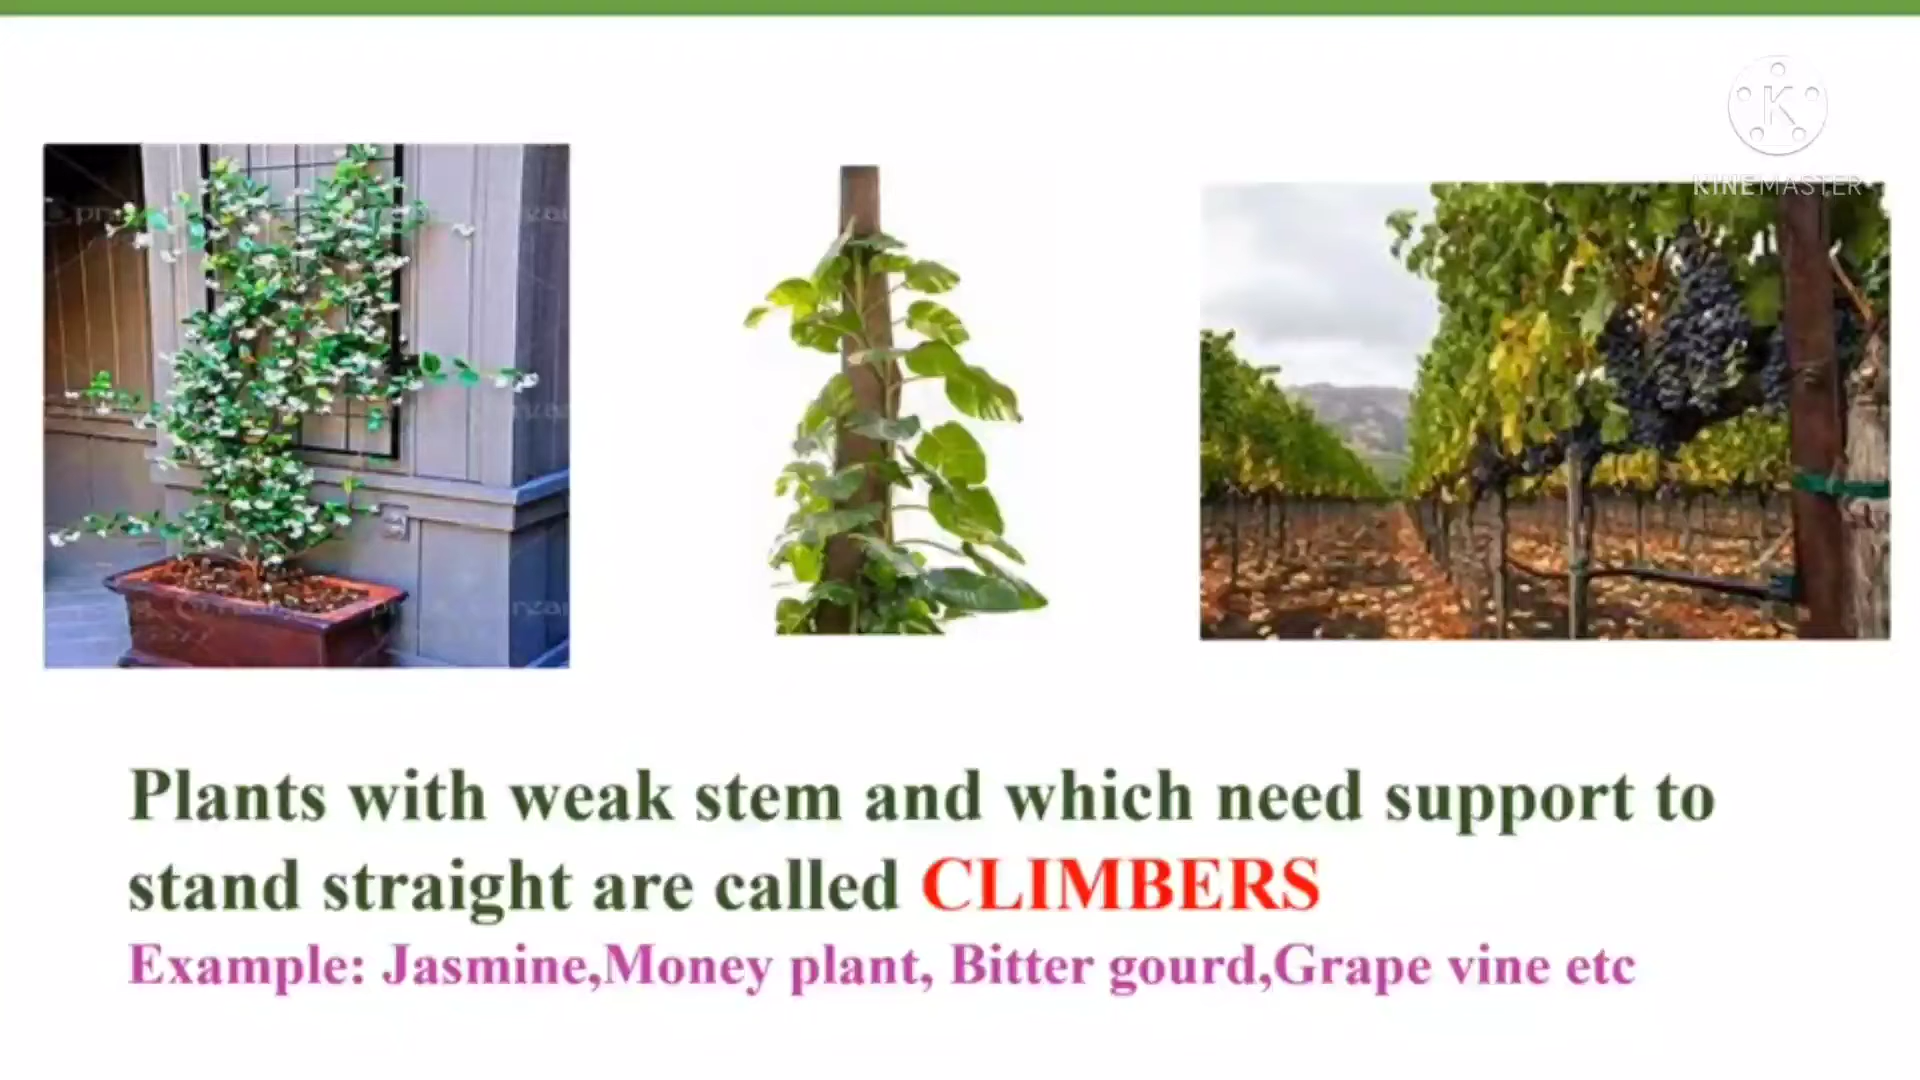 KINEMASTER
Plants with weak stem and which need support to
stand straight are called CLIMBERS
Example: Jasmine,Money plant, Bitter gourd,Grape vine etc